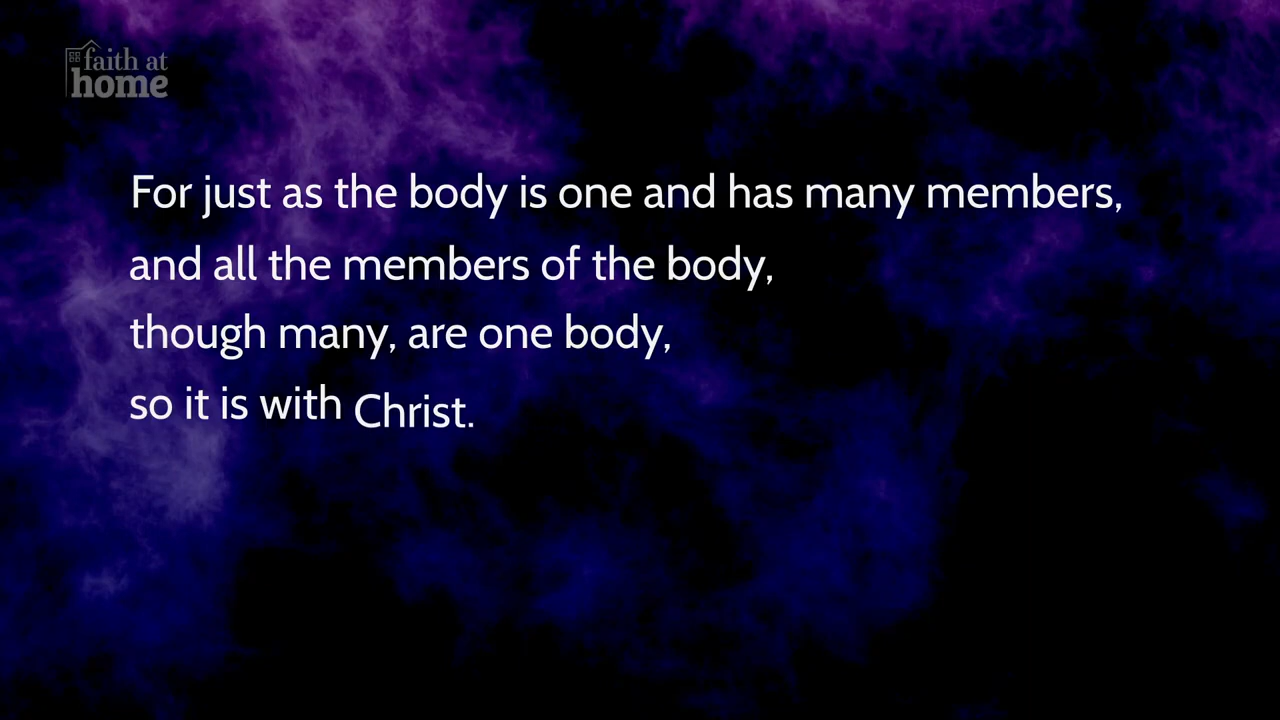 faith at
home
For just as the body is one and has many members,
and all the members of the body,
though many, are one body,
so it is with Christ.